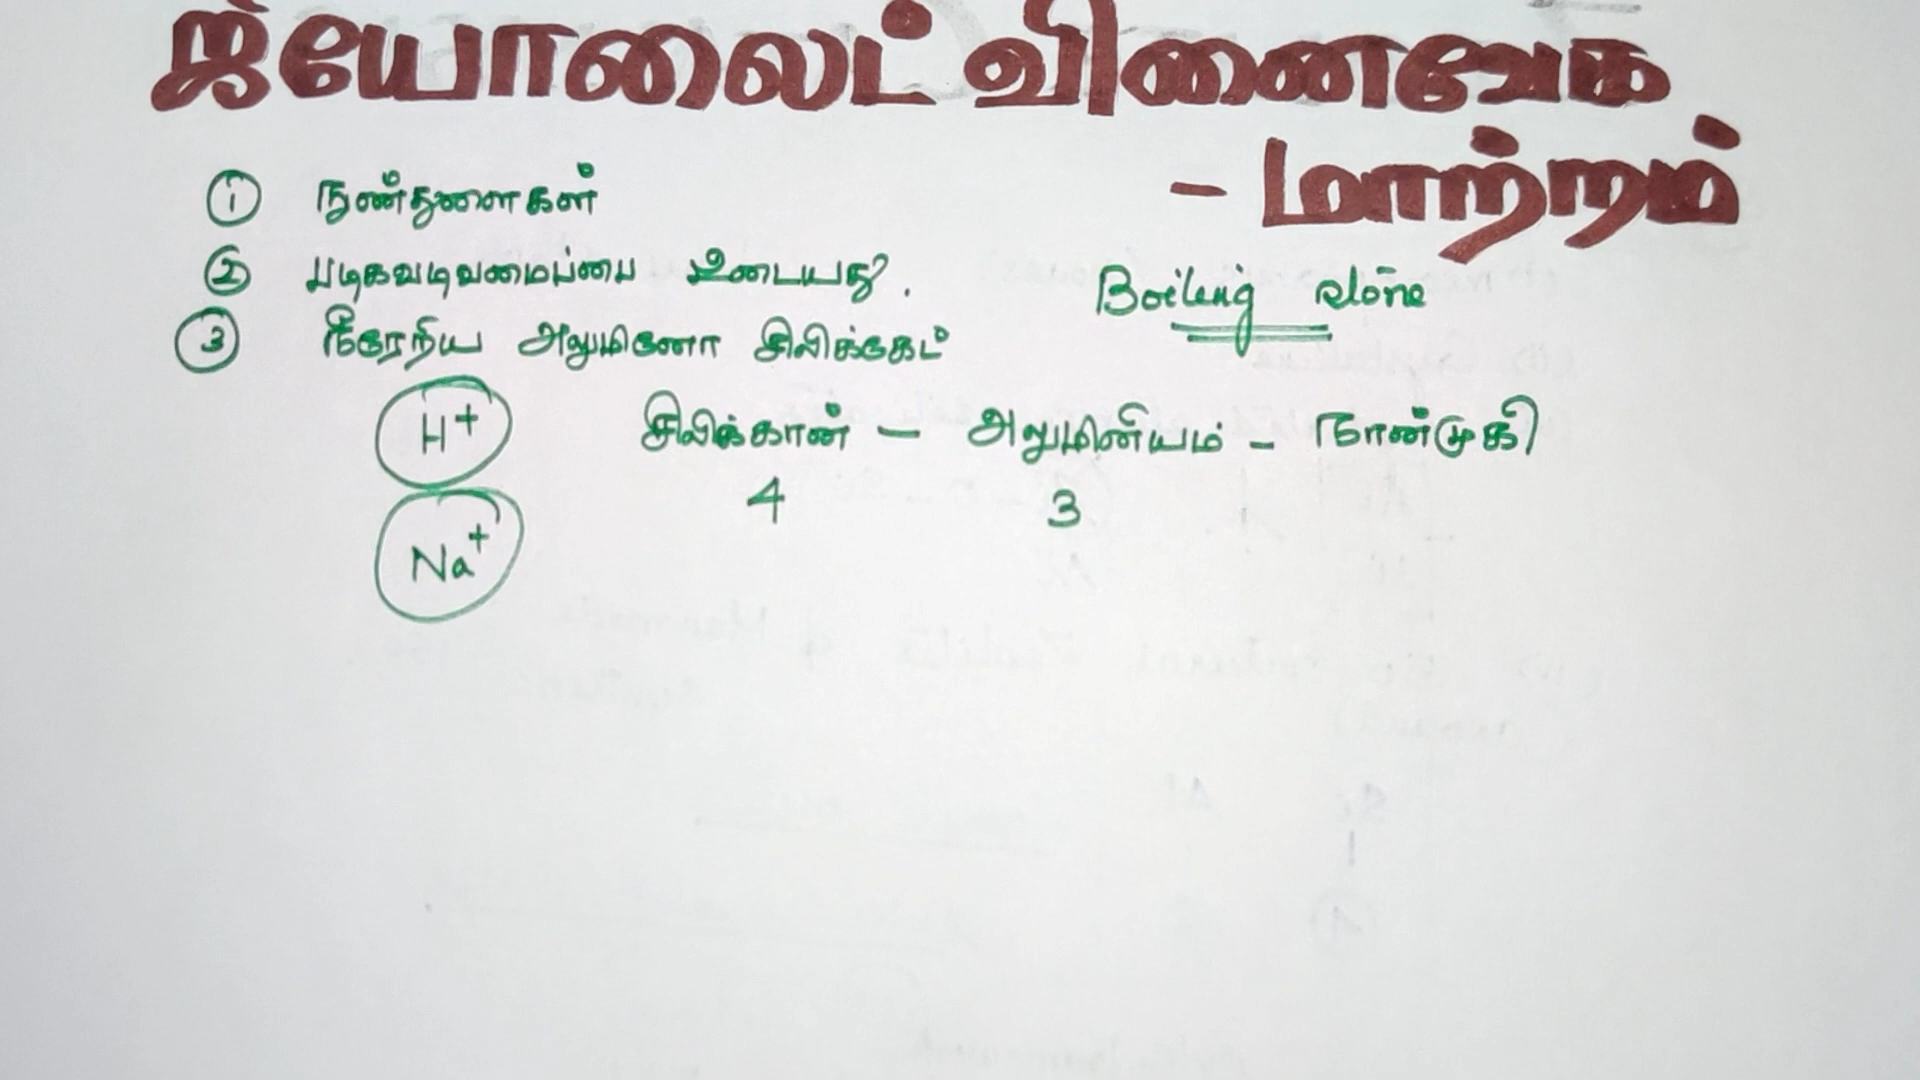 ஜியோலைட் வினைவேக
- மாற்றம்
① நுண்துளைகள்
② படிகவடிவமைப்பை உடையது.
Boiling stone
③ நீரேறிய அலுமினோ சிலிக்கேட்
H+ சிலிக்கான் - அலுமினியம் - நான்முகி
4 3
Na+